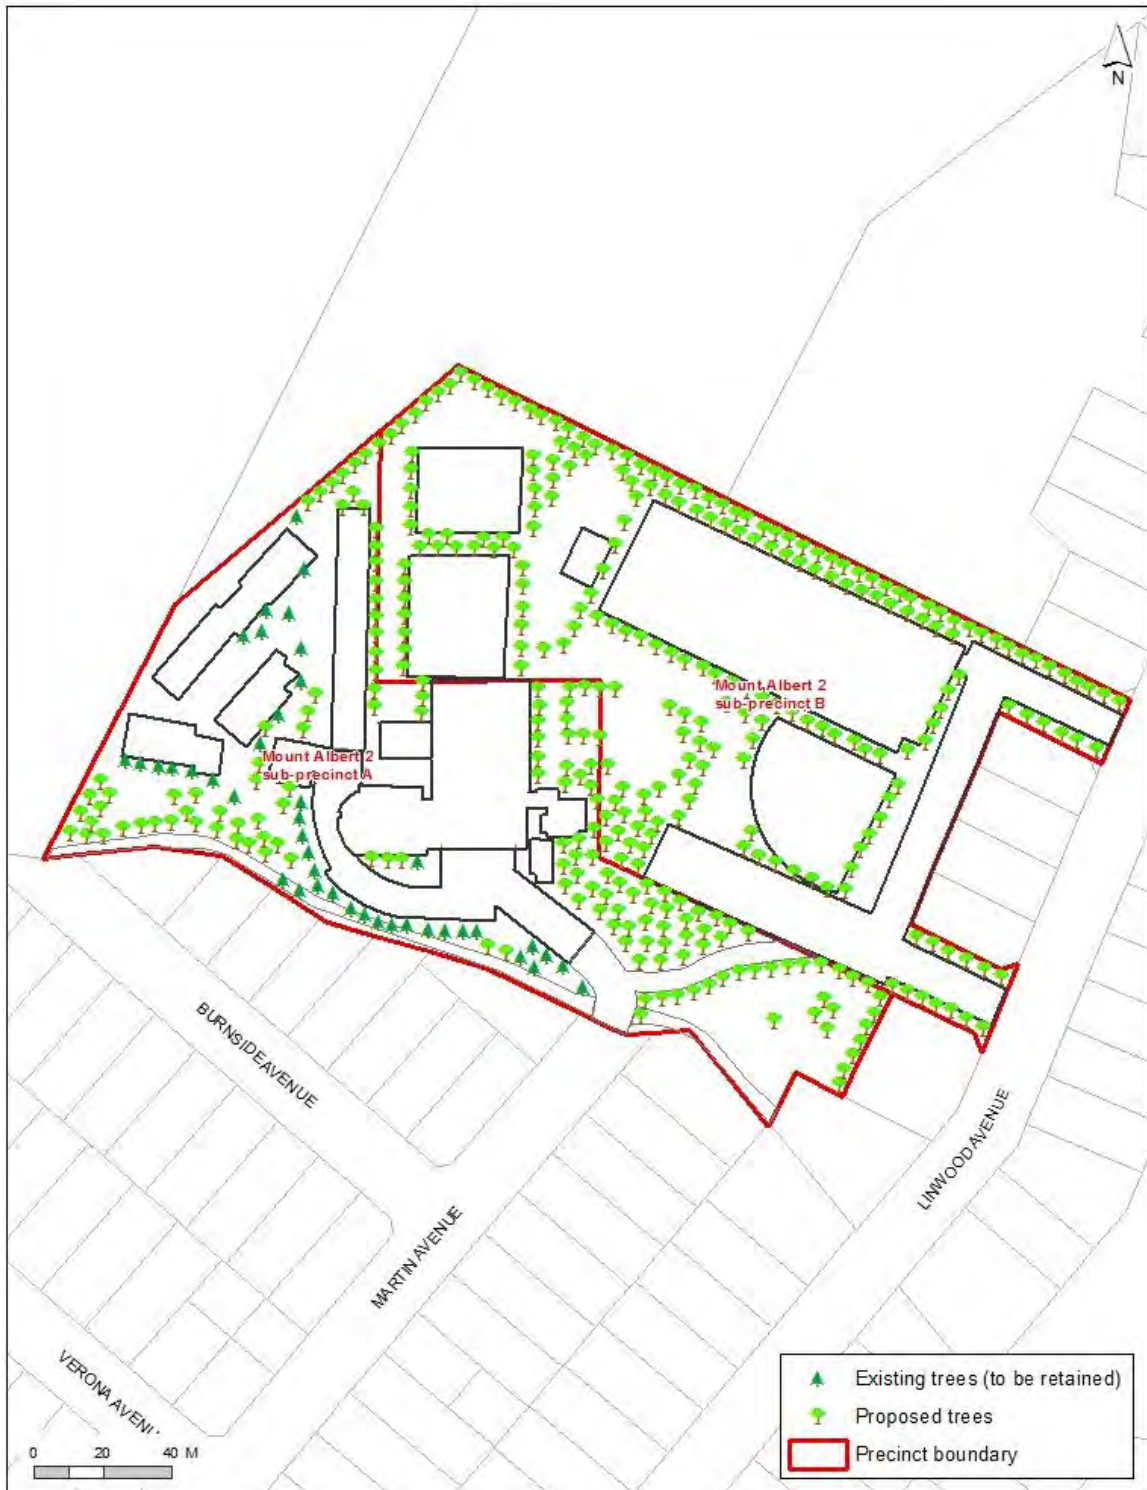 N
Mount Albert 2
sub-precinct B
Mount Albert 2
sub-precinct A
BURNSIDE AVENUE
LINWOOD AVENUE
MARTIN AVENUE
VERONA AVENU
Existing trees (to be retained)
Proposed trees
Precinct boundary
0 20 40 M